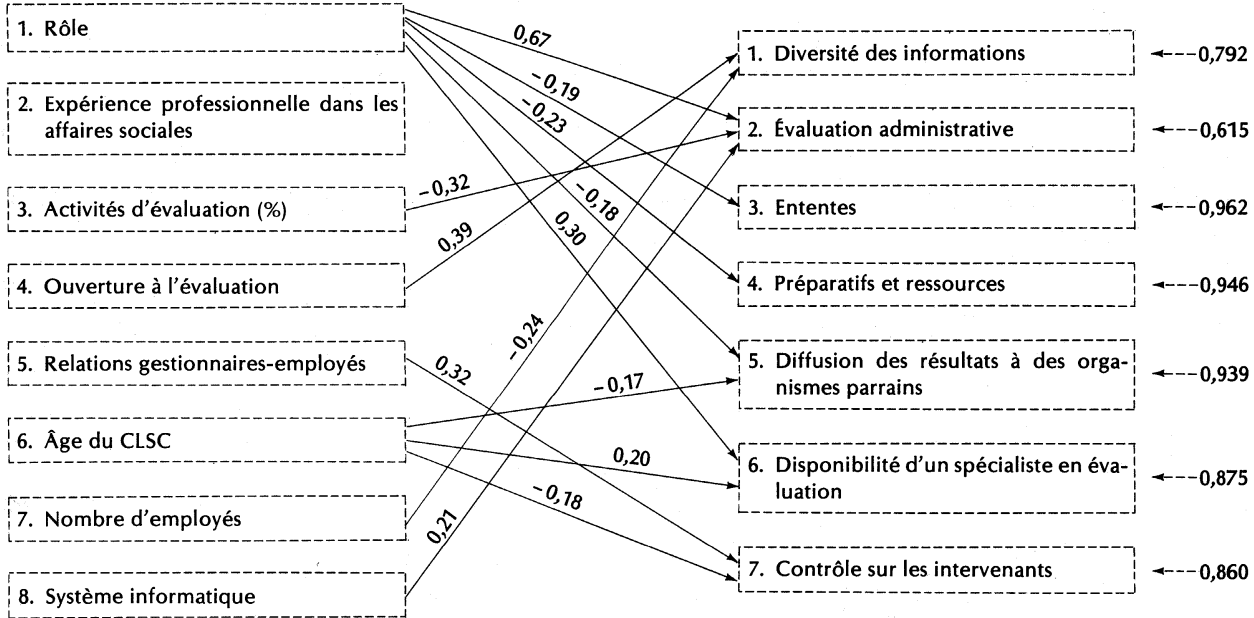 1. Rôle
2. Expérience professionnelle dans les
affaires sociales
3. Activités d'évaluation (%)
4. Ouverture à l'évaluation
5. Relations gestionnaires-employés
6. Âge du CLSC
7. Nombre d'employés
8. Système informatique
0,67
– 0,19
– 0,23
– 0,32
– 0,18
0,39
0,30
– 0,24
0,32
– 0,17
0,20
– 0,18
0,21
1. Diversité des informations
2. Évaluation administrative
3. Ententes
4. Préparatifs et ressources
5. Diffusion des résultats à des orga-
nismes parrains
6. Disponibilité d'un spécialiste en éva-
luation
7. Contrôle sur les intervenants
0,792
0,615
0,962
0,946
0,939
0,875
0,860